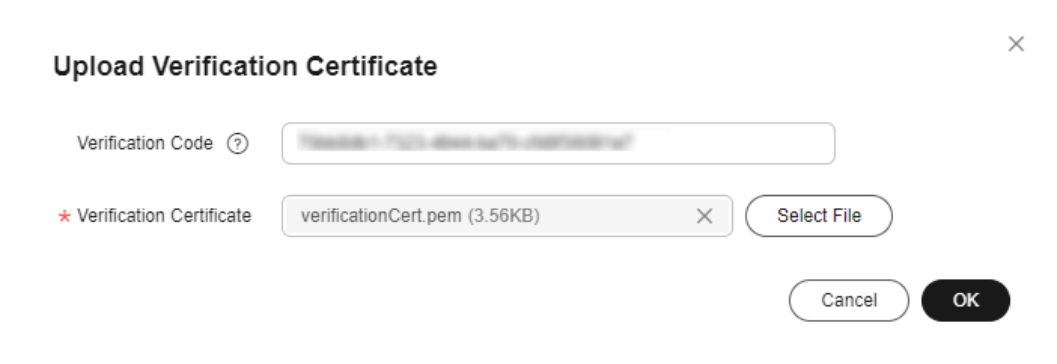 Upload Verification Certificate
Verification Code ?
* Verification Certificate verificationCert.pem (3.56KB) Select File
Cancel OK